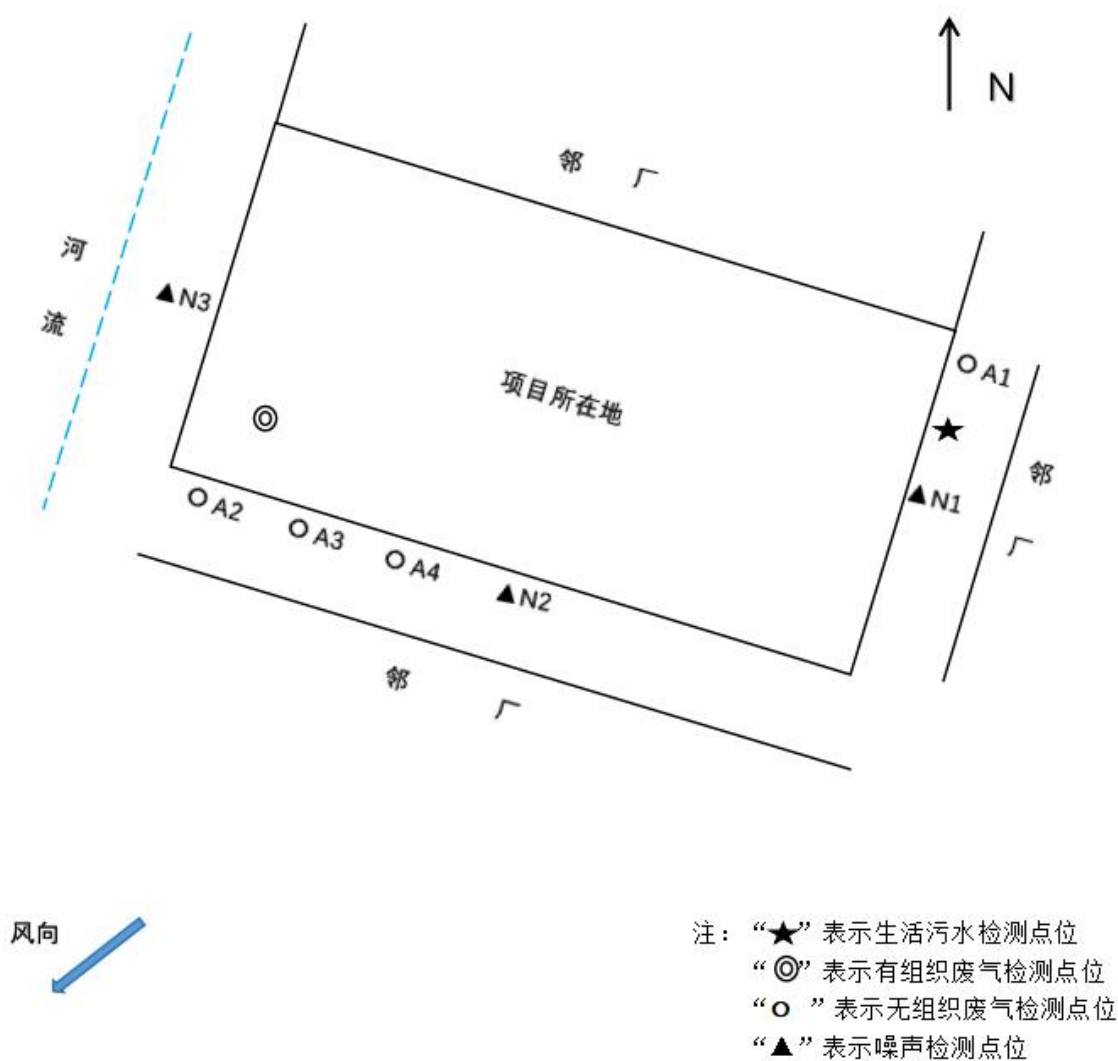 N
邻 厂
河
流
N3
A1
项目所在地
邻
厂
N1
A2
A3
A4
N2
邻 厂
风向
注：“★”表示生活污水检测点位
“◎”表示有组织废气检测点位
“○”表示无组织废气检测点位
“▲”表示噪声检测点位